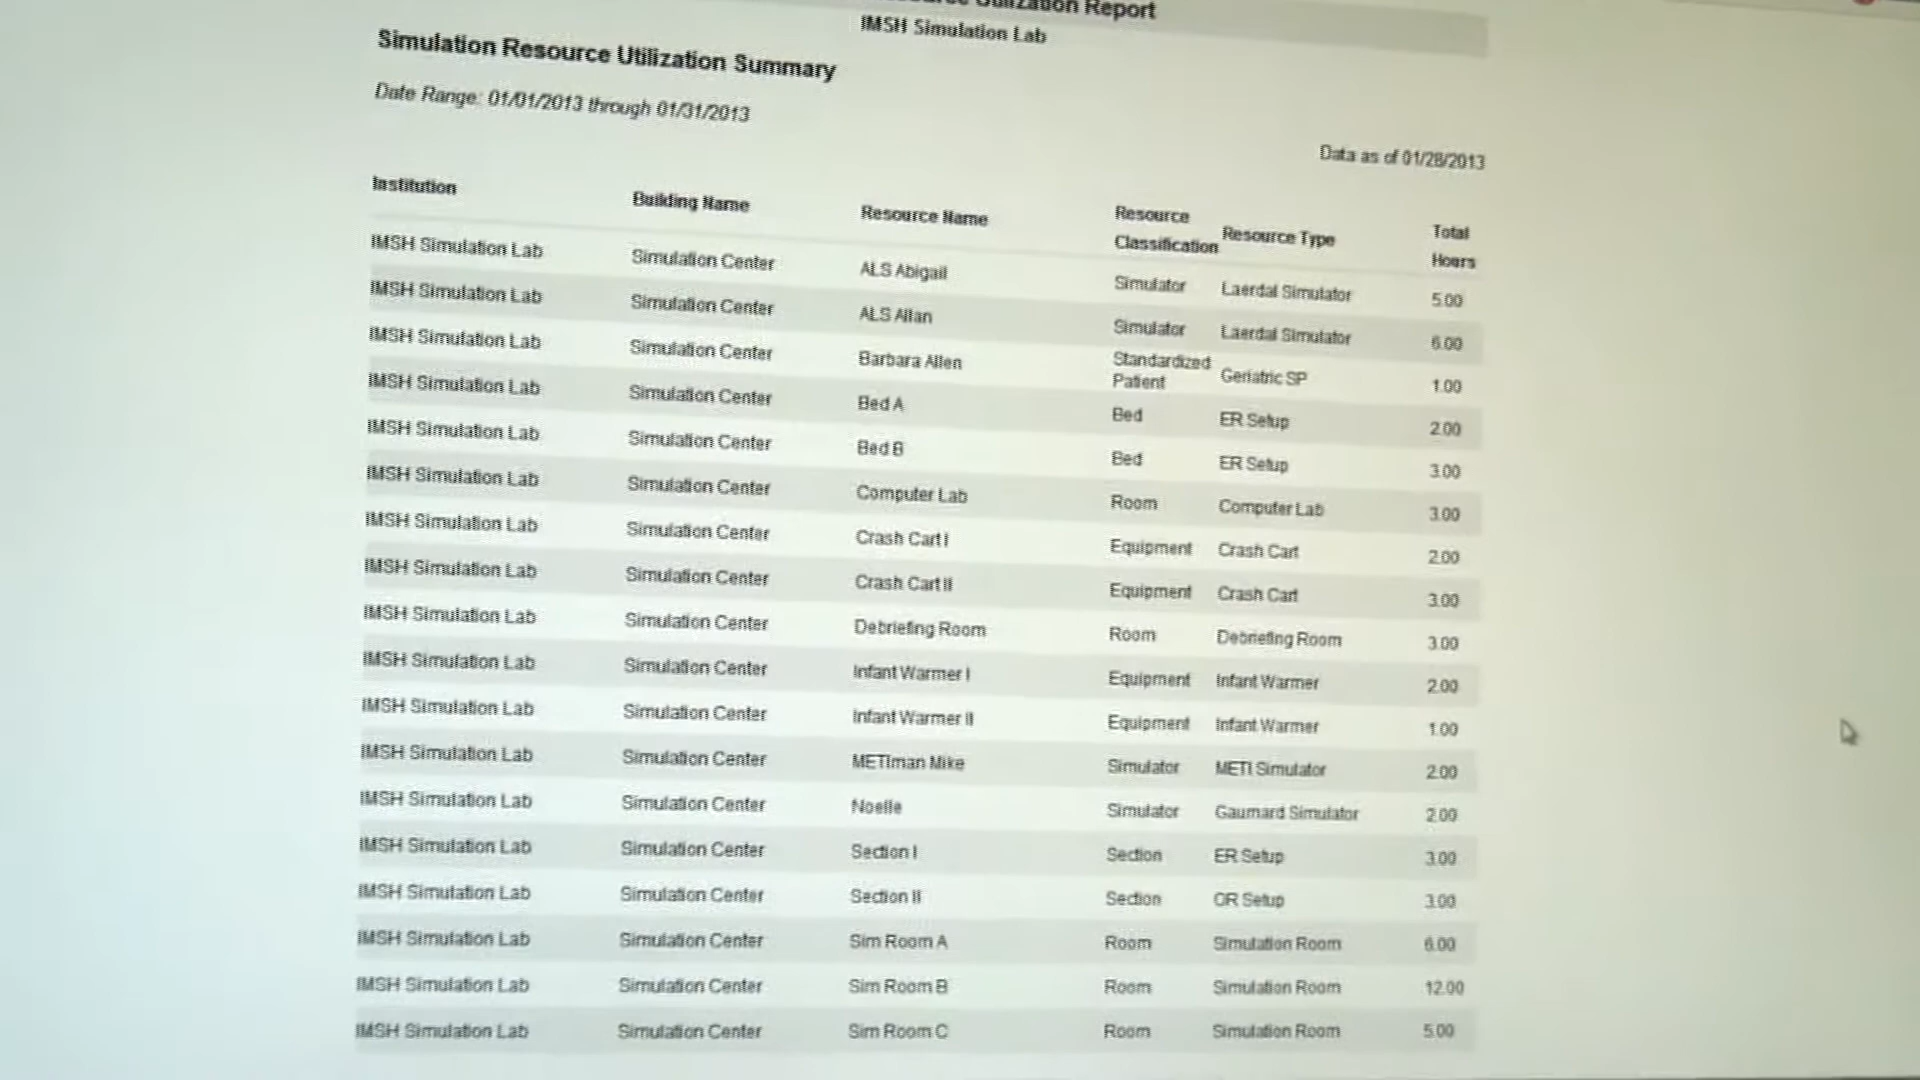 Utilization Report
IMSH Simulation Lab
Simulation Resource Utilization Summary
Date Range: 01/01/2013 through 01/31/2013
Data as of 01/28/2013
Institution Building Name Resource Name Resource Classification Resource Type Total Hours
IMSH Simulation Lab Simulation Center ALS Abigail Simulator Laerdal Simulator 5.00
IMSH Simulation Lab Simulation Center ALS Allan Simulator Laerdal Simulator 6.00
IMSH Simulation Lab Simulation Center Barbara Allen Standardized Patient Geriatric SP 1.00
IMSH Simulation Lab Simulation Center Bed A Bed ER Setup 2.00
IMSH Simulation Lab Simulation Center Bed B Bed ER Setup 3.00
IMSH Simulation Lab Simulation Center Computer Lab Room Computer Lab 3.00
IMSH Simulation Lab Simulation Center Crash Cart I Equipment Crash Cart 2.00
IMSH Simulation Lab Simulation Center Crash Cart II Equipment Crash Cart 3.00
IMSH Simulation Lab Simulation Center Debriefing Room Room Debriefing Room 3.00
IMSH Simulation Lab Simulation Center Infant Warmer I Equipment Infant Warmer 2.00
IMSH Simulation Lab Simulation Center Infant Warmer II Equipment Infant Warmer 1.00
IMSH Simulation Lab Simulation Center METIman Mike Simulator METI Simulator 2.00
IMSH Simulation Lab Simulation Center Noelle Simulator Gaumard Simulator 2.00
IMSH Simulation Lab Simulation Center Section I Section ER Setup 3.00
IMSH Simulation Lab Simulation Center Section II Section OR Setup 3.00
IMSH Simulation Lab Simulation Center Sim Room A Room Simulation Room 6.00
IMSH Simulation Lab Simulation Center Sim Room B Room Simulation Room 12.00
IMSH Simulation Lab Simulation Center Sim Room C Room Simulation Room 5.00